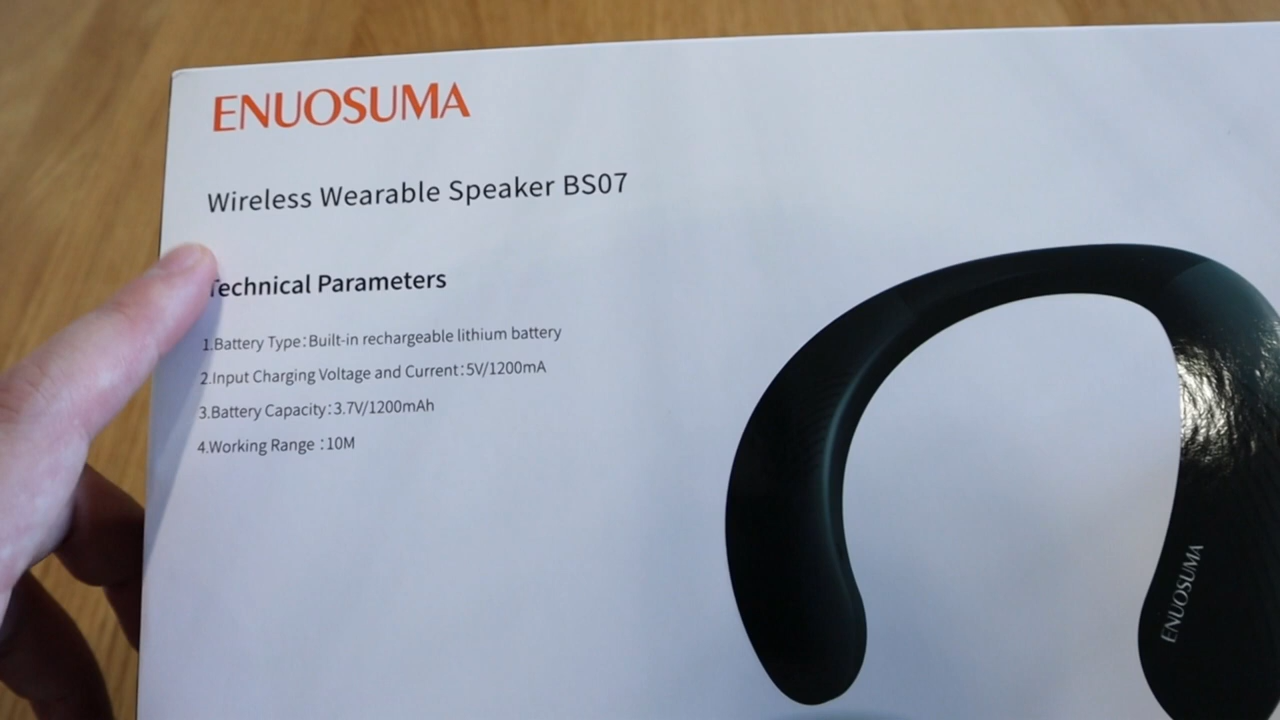 ENUOSUMA
Wireless Wearable Speaker BS07
Technical Parameters
1.Battery Type:Built-in rechargeable lithium battery
2.Input Charging Voltage and Current:5V/1200mA
3.Battery Capacity:3.7V/1200mAh
4.Working Range :10M
ENUOSUMA